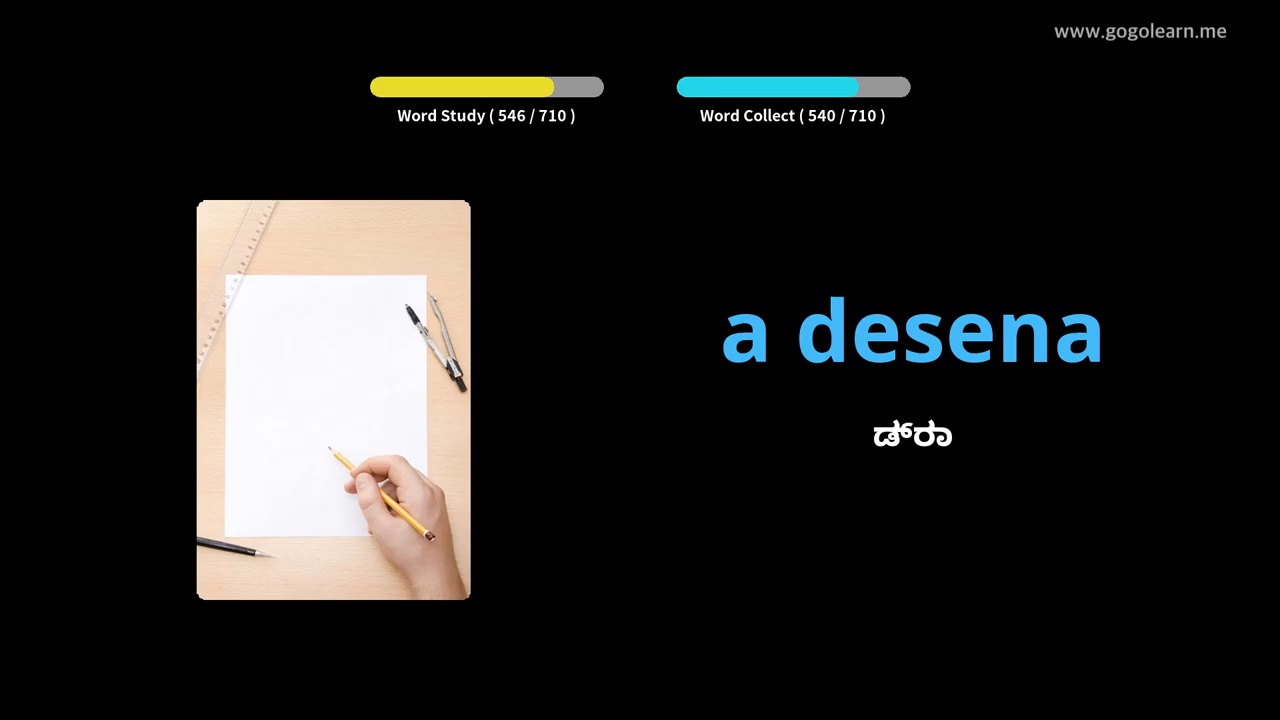 www.gogolearn.me
Word Study ( 546 / 710 )
Word Collect ( 540 / 710 )
a desena
ಡ್ರಾ